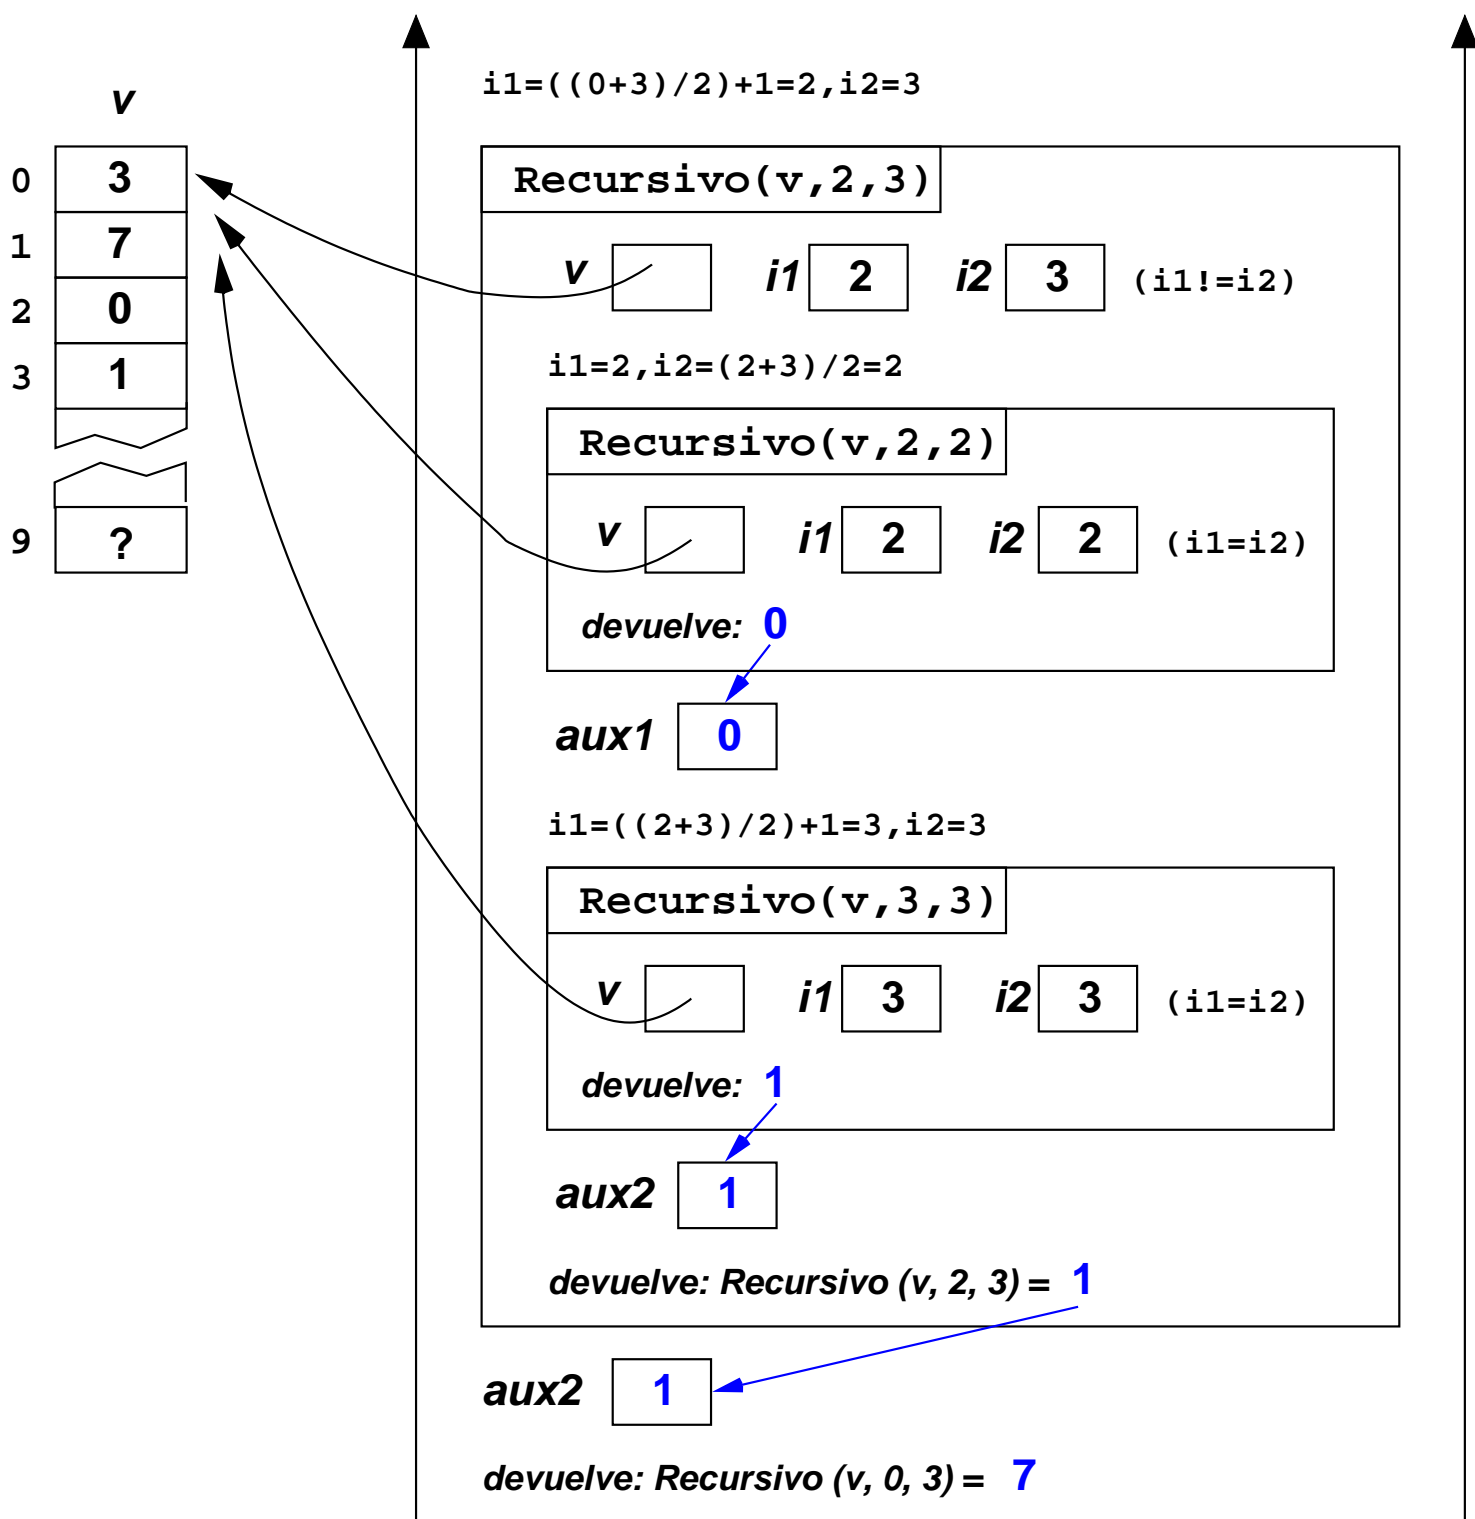 v
0 3
1 7
2 0
3 1
9 ?
i1=((0+3)/2)+1=2,i2=3
Recursivo(v,2,3)
v i1 2 i2 3 (i1!=i2)
i1=2,i2=(2+3)/2=2
Recursivo(v,2,2)
v i1 2 i2 2 (i1=i2)
devuelve: 0
aux1 0
i1=((2+3)/2)+1=3,i2=3
Recursivo(v,3,3)
v i1 3 i2 3 (i1=i2)
devuelve: 1
aux2 1
devuelve: Recursivo (v, 2, 3) = 1
aux2 1
devuelve: Recursivo (v, 0, 3) = 7